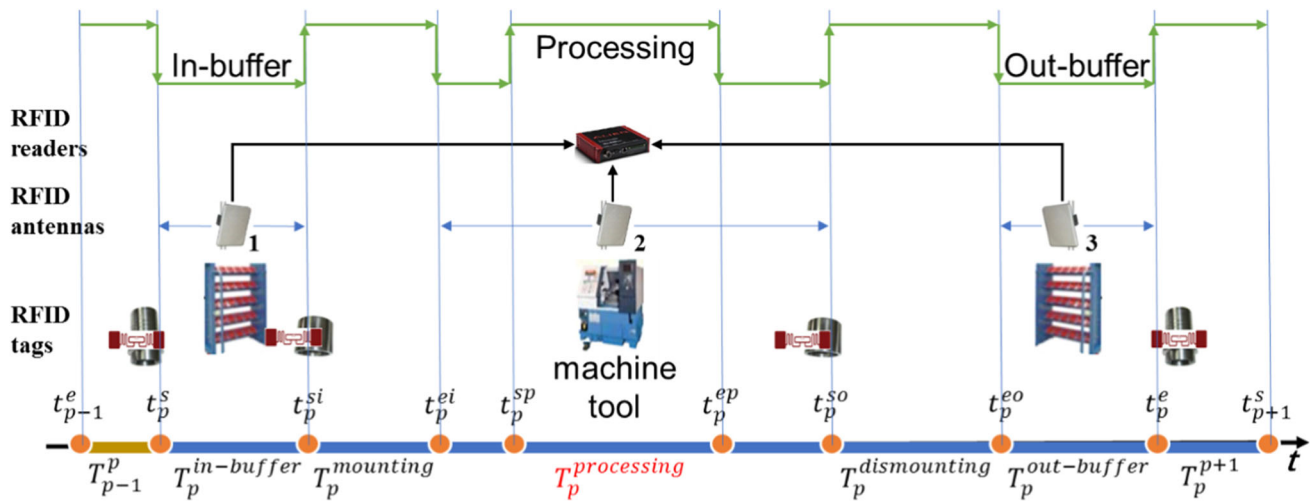 In-buffer
Processing
Out-buffer
RFID
readers
RFID
antennas
1
2
3
RFID
tags
machine
tool
t_{p-1}^{e} t_p^{s} t_p^{si} t_p^{ei} t_p^{sp} t_p^{ep} t_p^{so} t_p^{eo} t_p^{e} t_{p+1}^{s}
t
T_{p-1}^{p} T_p^{in-buffer} T_p^{mounting} T_p^{processing} T_p^{dismounting} T_p^{out-buffer} T_p^{p+1}